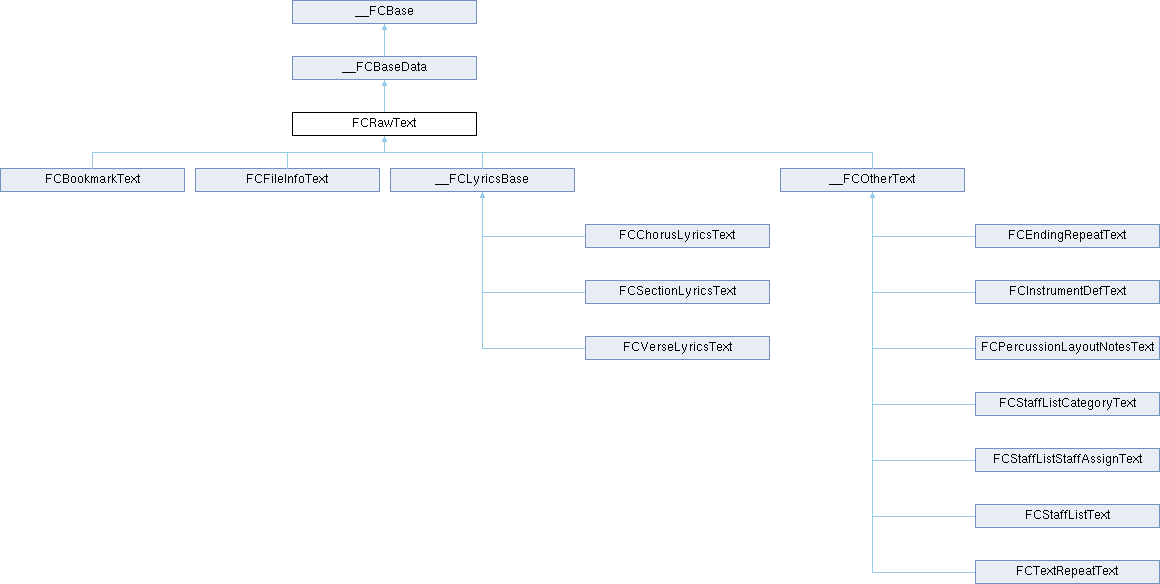 __FCBase
__FCBaseData
FCRawText
FCBookmarkText
FCFileInfoText
__FCLyricsBase
__FCOtherText
FCChorusLyricsText
FCEndingRepeatText
FCSectionLyricsText
FCInstrumentDefText
FCVerseLyricsText
FCPercussionLayoutNotesText
FCStaffListCategoryText
FCStaffListStaffAssignText
FCStaffListText
FCTextRepeatText